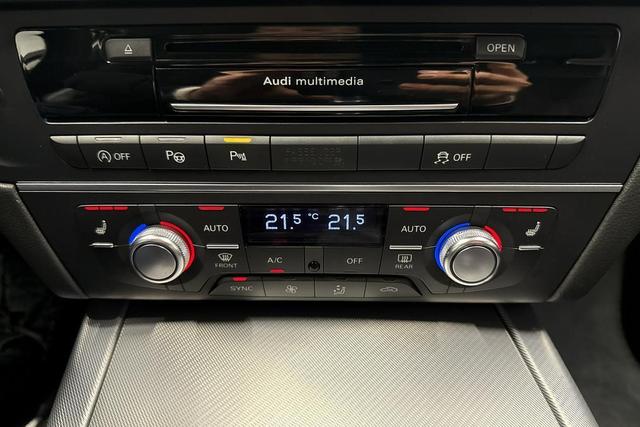 OPEN
Audi multimedia
OFF P P OFF
21.5 °C 21.5
AUTO AUTO
FRONT A/C OFF REAR
SYNC